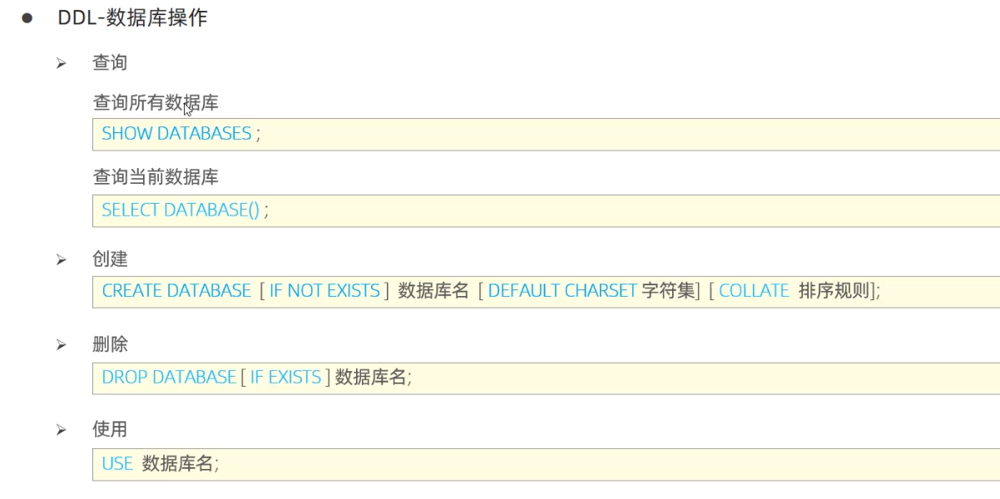 DDL-数据库操作
查询
查询所有数据库
SHOW DATABASES ;
查询当前数据库
SELECT DATABASE() ;
创建
CREATE DATABASE [ IF NOT EXISTS ] 数据库名 [ DEFAULT CHARSET 字符集] [ COLLATE 排序规则];
删除
DROP DATABASE [ IF EXISTS ] 数据库名;
使用
USE 数据库名;